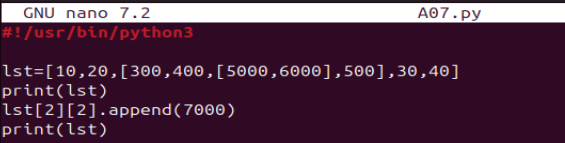 GNU nano 7.2 A07.py
#!/usr/bin/python3
lst=[10,20,[300,400,[5000,6000],500],30,40]
print(lst)
lst[2][2].append(7000)
print(lst)